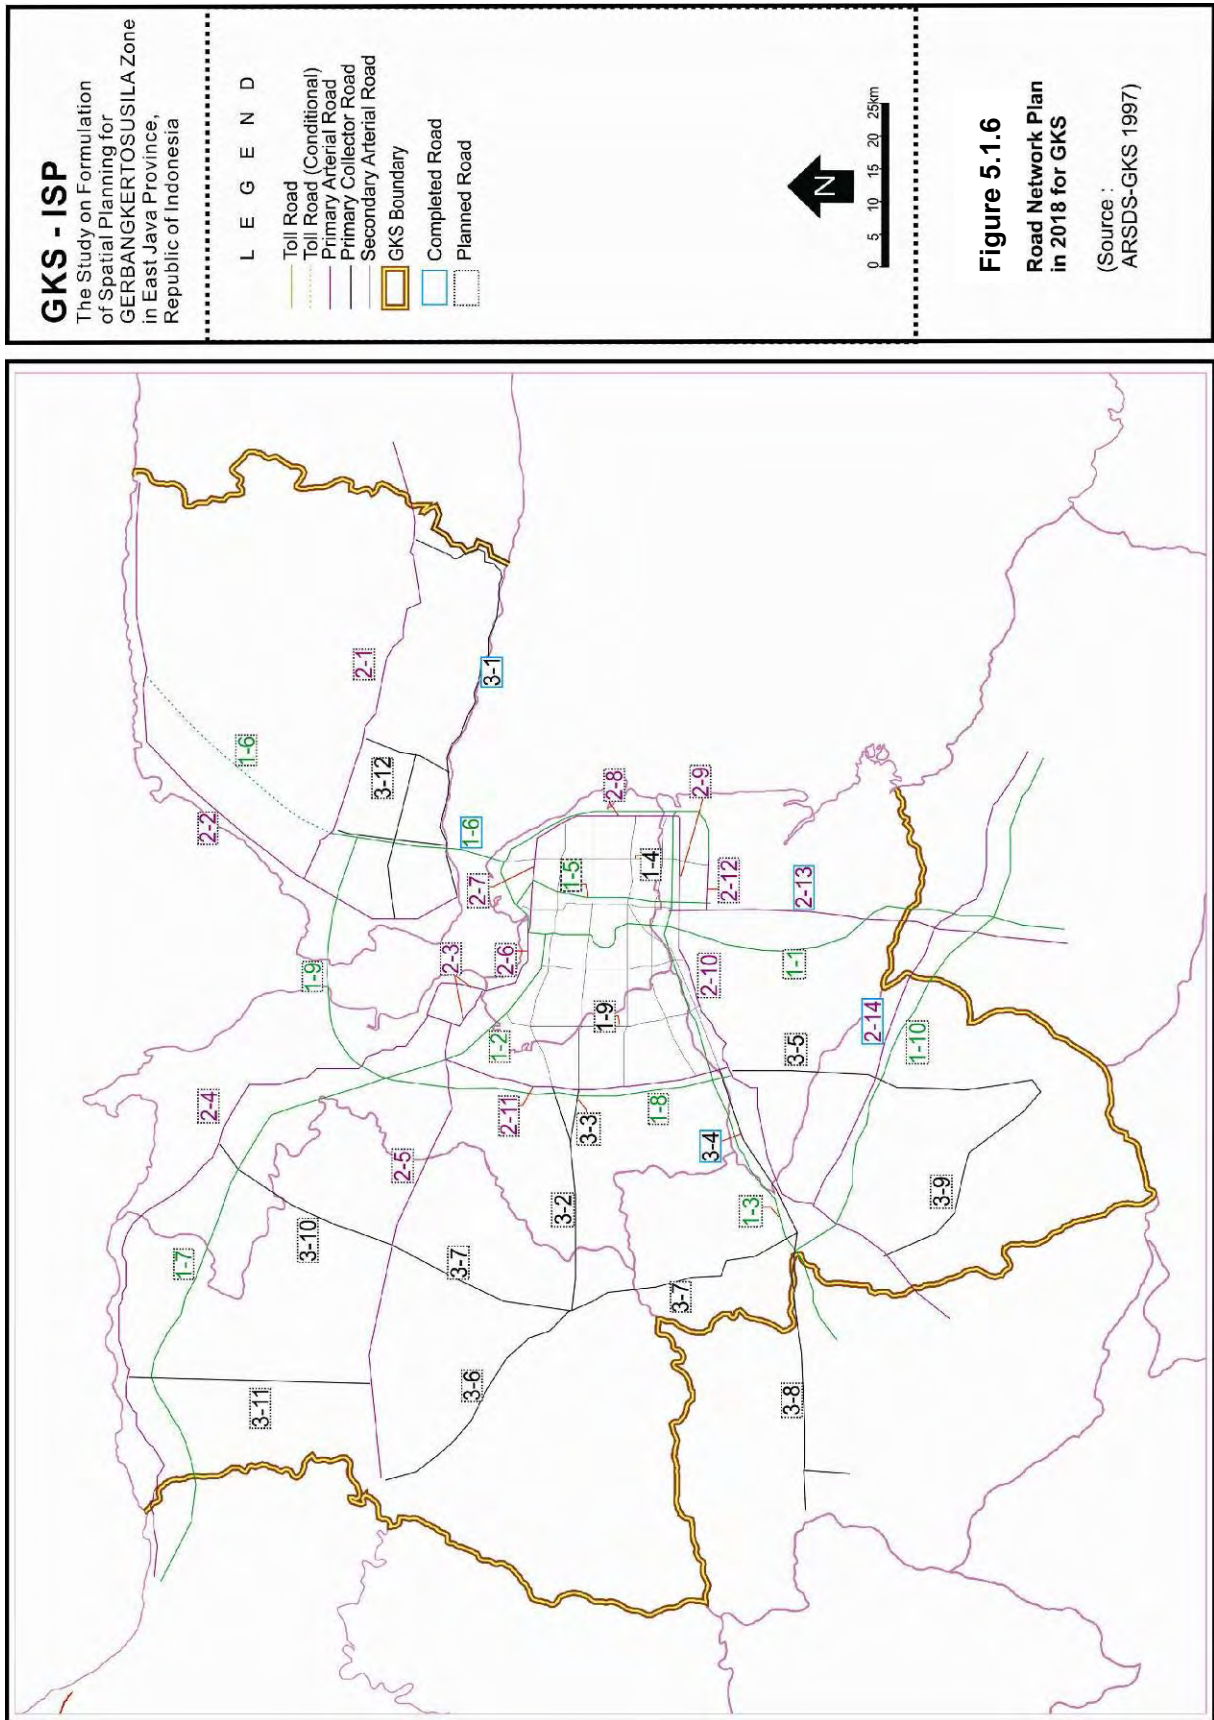 GKS - ISP
The Study on Formulation
of Spatial Planning for
GERBANGKERTOSUSILA Zone
in East Java Province,
Republic of Indonesia
L E G E N D
Toll Road
Toll Road (Conditional)
Primary Arterial Road
Primary Collector Road
Secondary Arterial Road
GKS Boundary
Completed Road
Planned Road
N
0 5 10 15 20 25km
Figure 5.1.6
Road Network Plan
in 2018 for GKS
(Source :
ARSDS-GKS 1997)
1-7
2-4
1-9
2-2
1-6
3-11
3-10
2-5
2-3
3-12
2-1
3-6
3-7
1-2
2-6
2-7
1-6
3-1
3-2
2-11
3-3
1-9
1-5
2-8
3-7
1-8
1-4
3-4
2-10
2-9
1-3
2-12
3-8
3-5
1-1
2-13
2-14
3-9
1-10